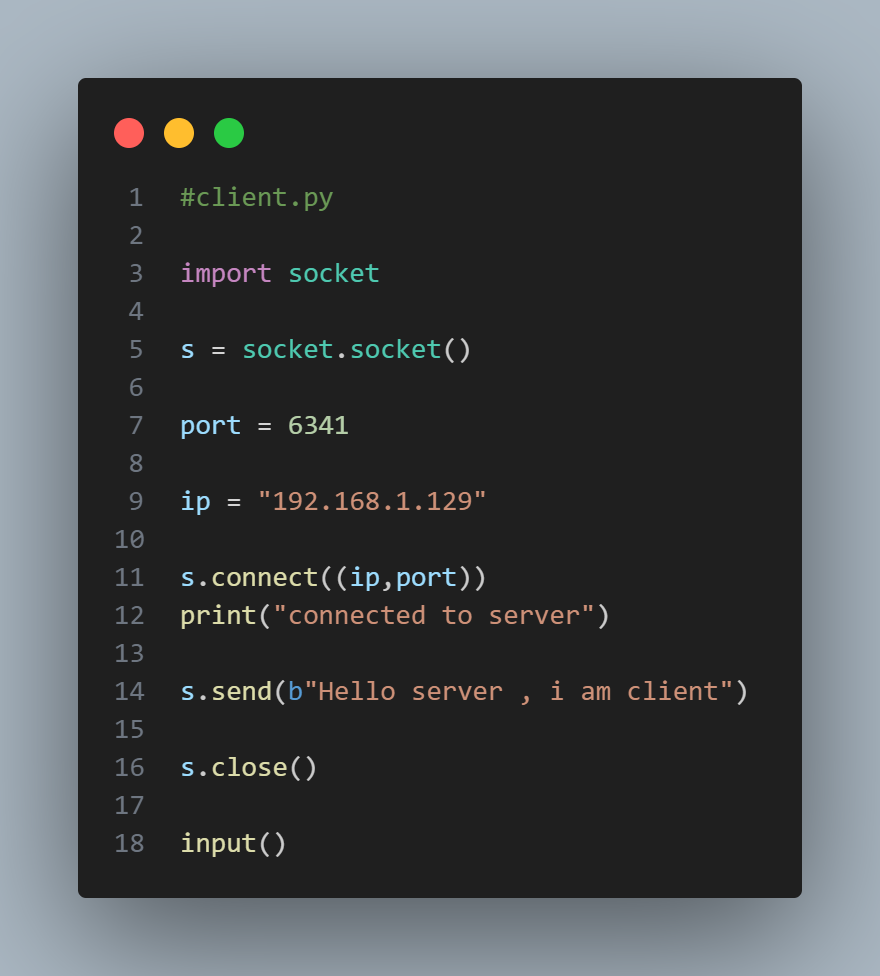 1 #client.py
2
3 import socket
4
5 s = socket.socket()
6
7 port = 6341
8
9 ip = "192.168.1.129"
10
11 s.connect((ip,port))
12 print("connected to server")
13
14 s.send(b"Hello server , i am client")
15
16 s.close()
17
18 input()